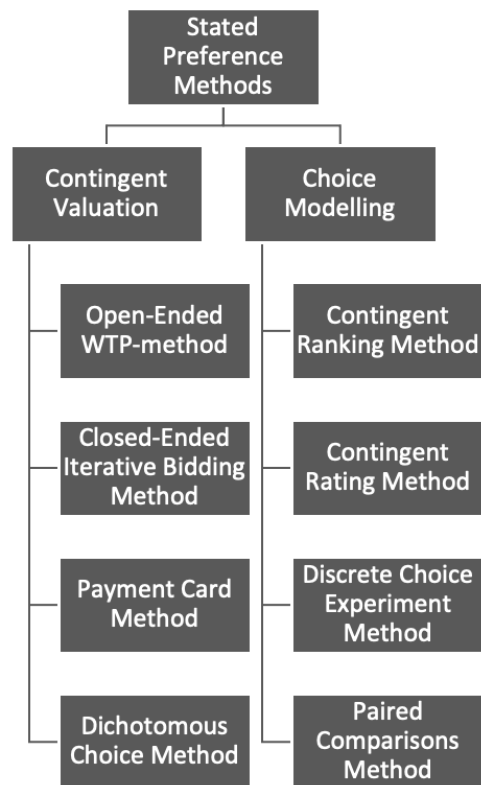 Stated
Preference
Methods
Contingent
Valuation
Choice
Modelling
Open-Ended
WTP-method
Closed-Ended
Iterative Bidding
Method
Payment Card
Method
Dichotomous
Choice Method
Contingent
Ranking Method
Contingent
Rating Method
Discrete Choice
Experiment
Method
Paired
Comparisons
Method